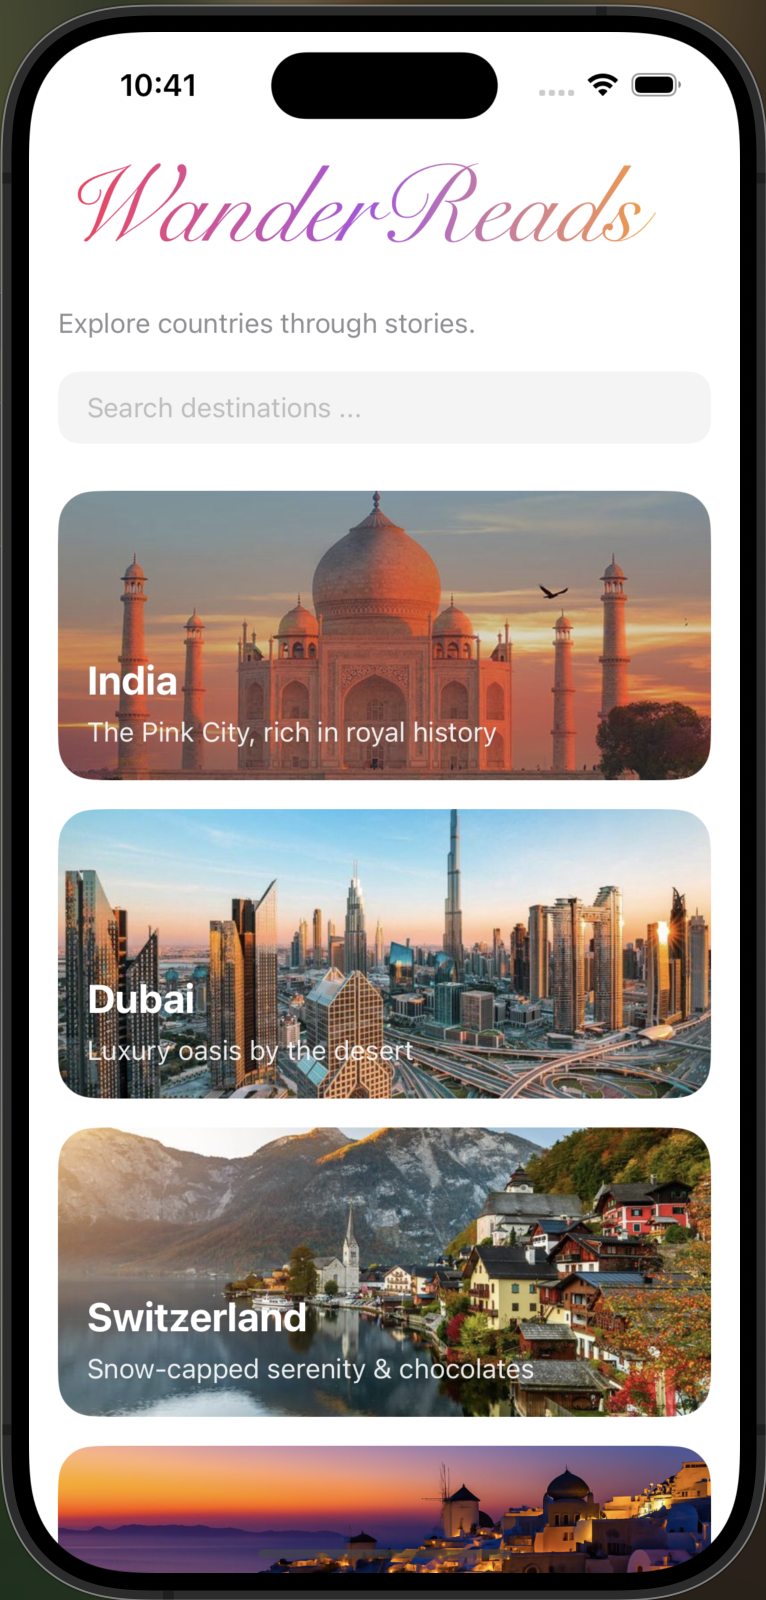 10:41
WanderReads
Explore countries through stories.
Search destinations ...
India
The Pink City, rich in royal history
Dubai
Luxury oasis by the desert
Switzerland
Snow-capped serenity & chocolates